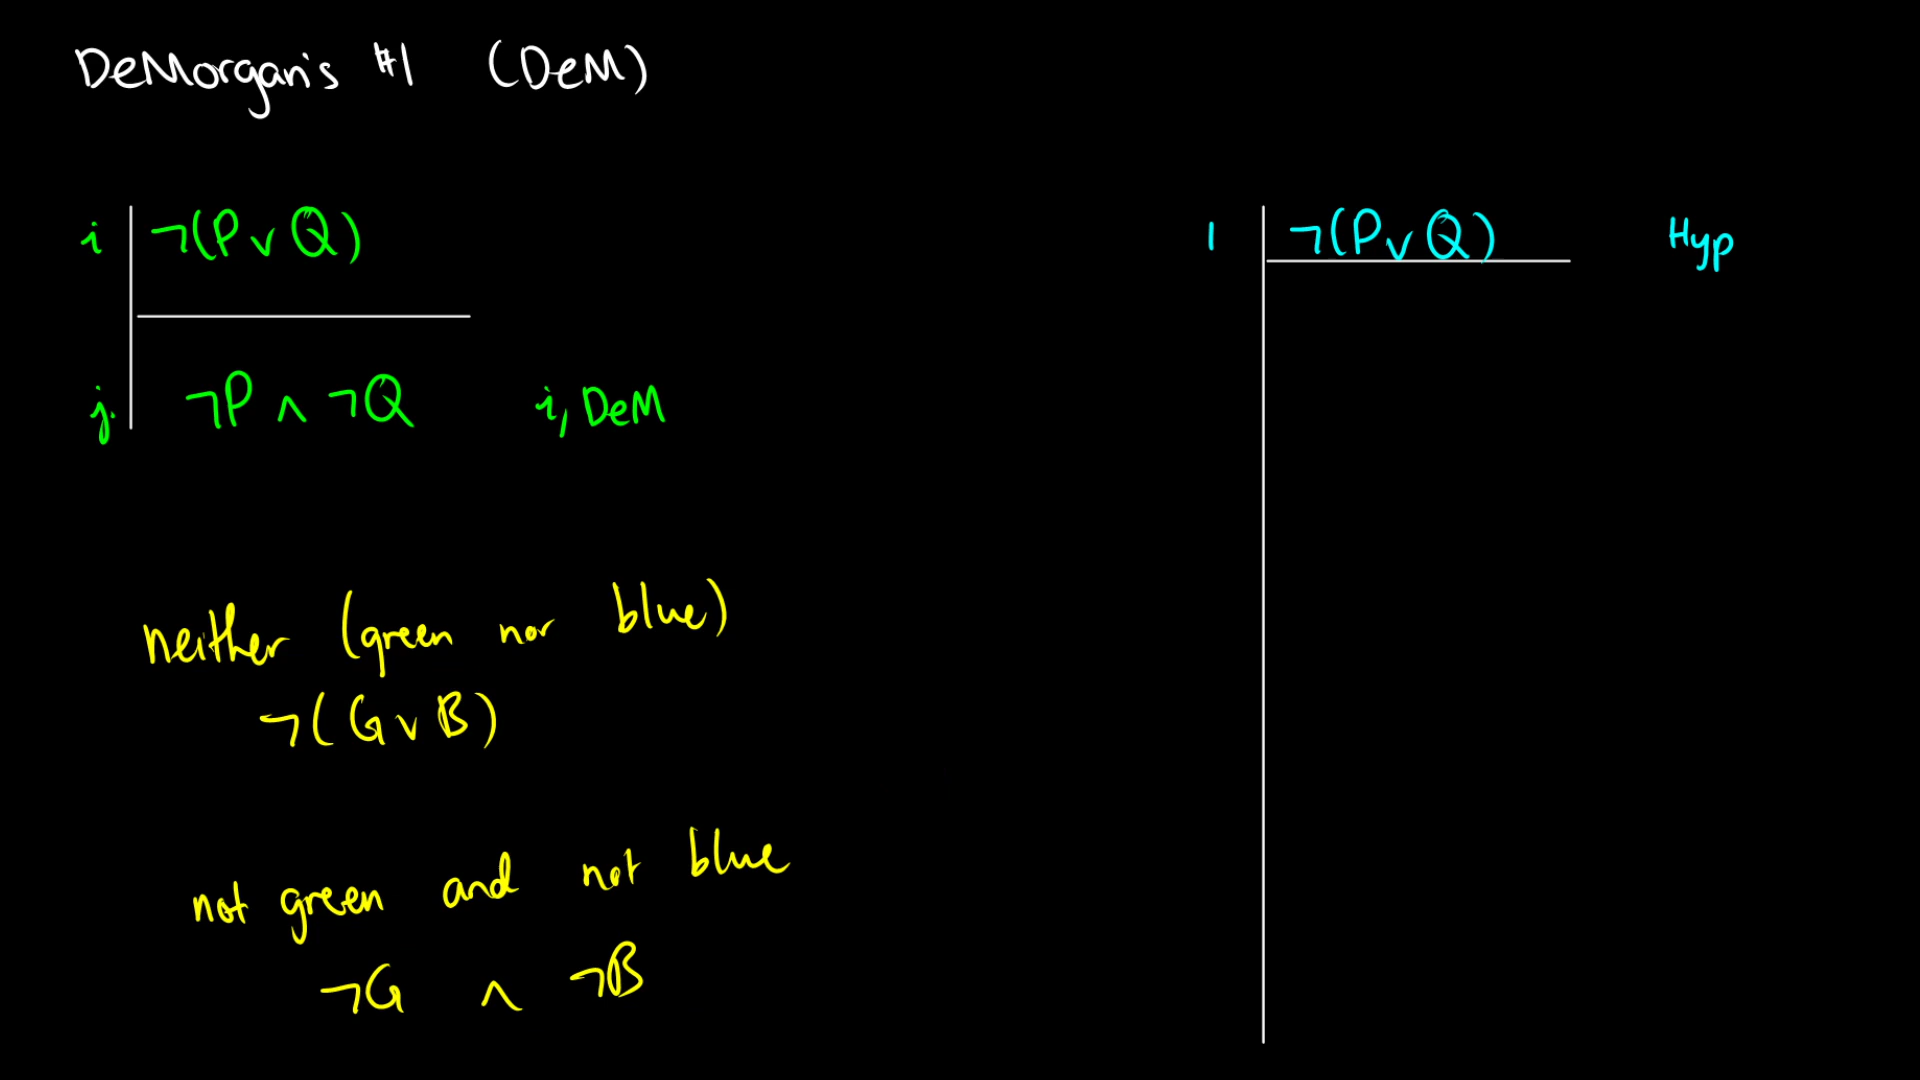 DeMorgan's #1 (DeM)
i ¬(P∨Q)
j. ¬P ∧ ¬Q i, DeM
neither (green nor blue)
¬(G∨B)
not green and not blue
¬G ∧ ¬B
1 ¬(P∨Q) Hyp